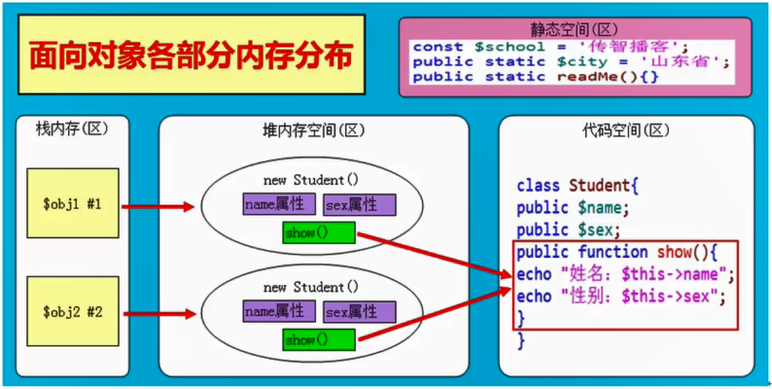 面向对象各部分内存分布
静态空间(区)
const $school = '传智播客';
public static $city = '山东省';
public static readMe(){}
栈内存(区)
$obj1 #1
$obj2 #2
堆内存空间(区)
new Student()
name属性 sex属性
show()
new Student()
name属性 sex属性
show()
代码空间(区)
class Student{
public $name;
public $sex;
public function show(){
echo "姓名: $this->name";
echo "性别: $this->sex";
}
}